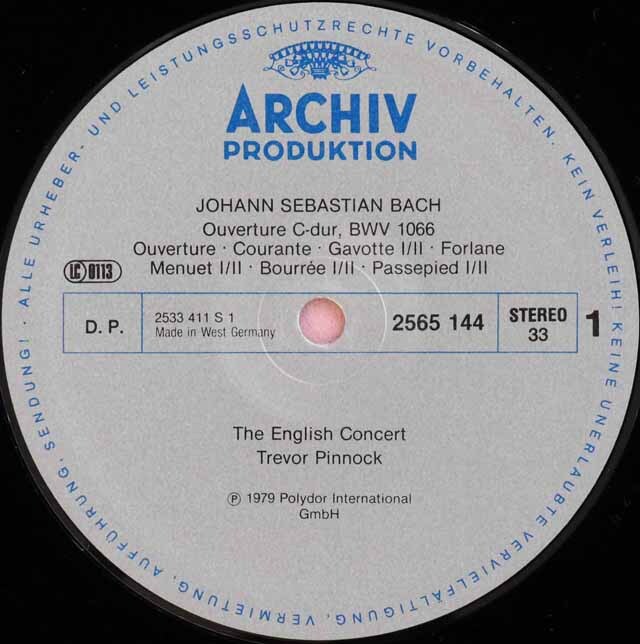 ALLE URHEBER- UND LEISTUNGSSCHUTZRECHTE VORBEHALTEN. KEIN VERLEIH! KEINE UNERLAUBTE VERVIELFÄLTIGUNG, VERMIETUNG, AUFFÜHRUNG, SENDUNG!
ARCHIV
PRODUKTION
JOHANN SEBASTIAN BACH
Ouverture C-dur, BWV 1066
Ouverture · Courante · Gavotte I/II · Forlane
Menuet I/II · Bourrée I/II · Passepied I/II
LC 0113
D. P.
2533 411 S 1
Made in West Germany
2565 144
STEREO
33
1
The English Concert
Trevor Pinnock
Ⓟ 1979 Polydor International
GmbH